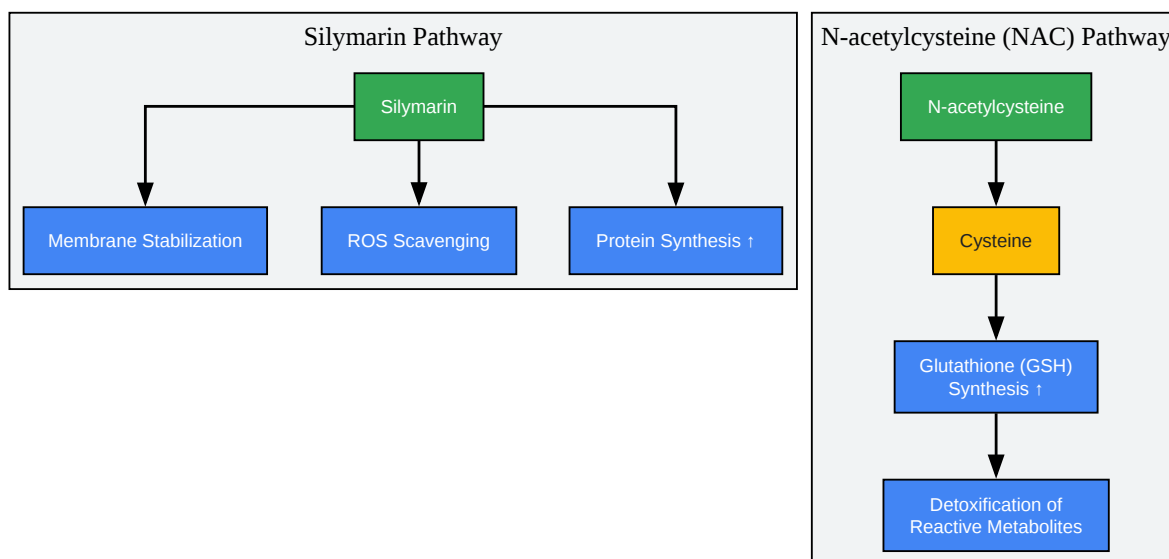 Silymarin Pathway
Silymarin
Membrane Stabilization
ROS Scavenging
Protein Synthesis ↑
N-acetylcysteine (NAC) Pathway
N-acetylcysteine
Cysteine
Glutathione (GSH)
Synthesis ↑
Detoxification of
Reactive Metabolites